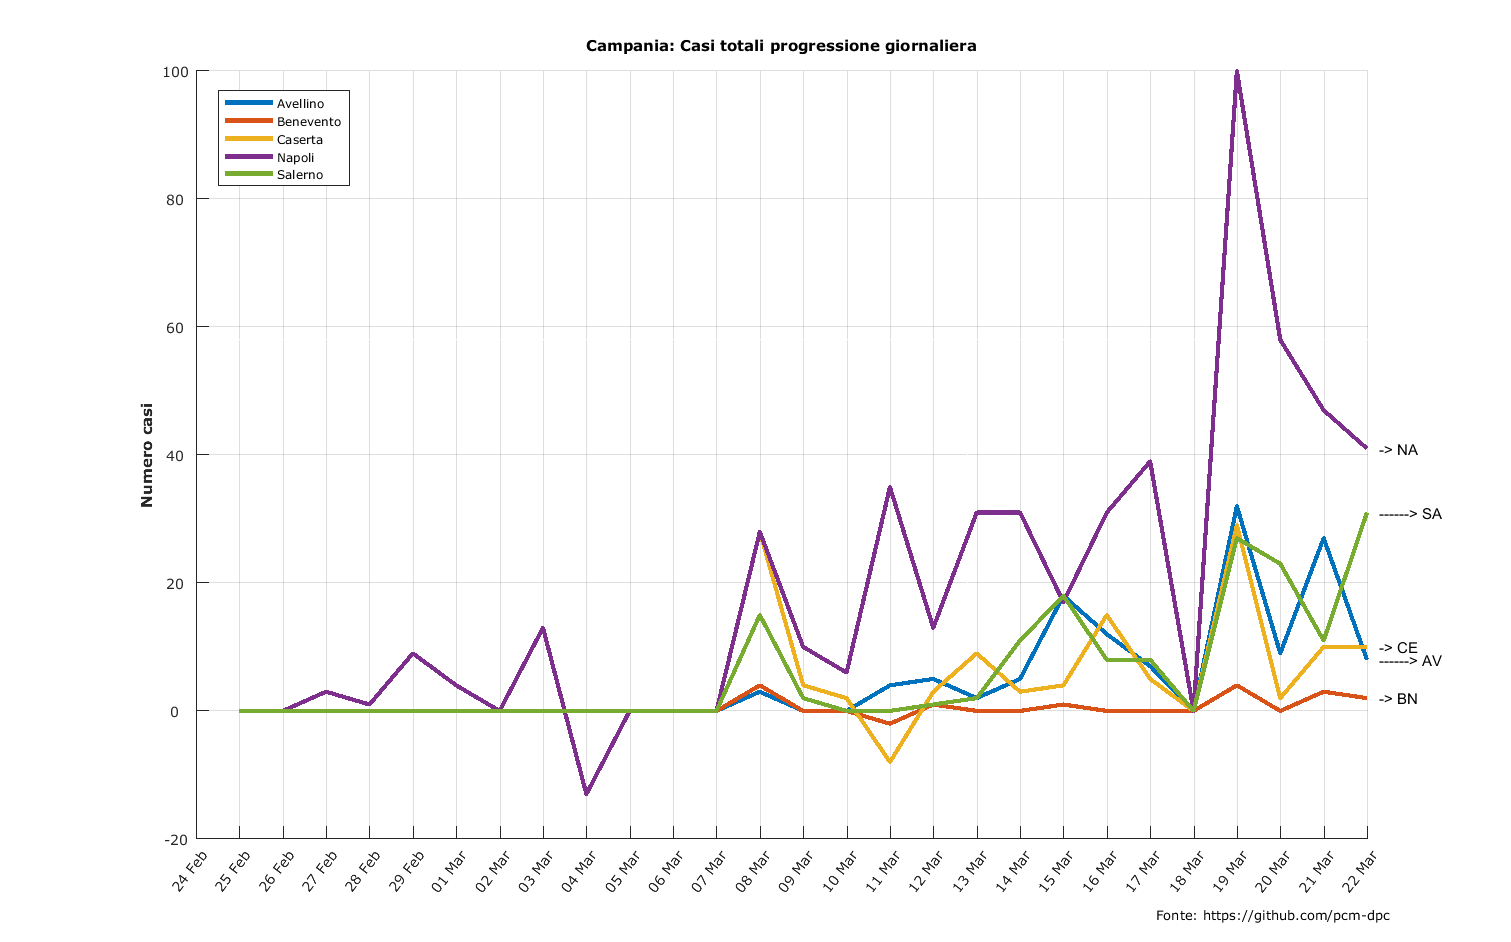 Campania: Casi totali progressione giornaliera
100
80
60
40
20
0
-20
Numero casi
Avellino
Benevento
Caserta
Napoli
Salerno
-> NA
------> SA
-> CE
------> AV
-> BN
24 Feb
25 Feb
26 Feb
27 Feb
28 Feb
29 Feb
01 Mar
02 Mar
03 Mar
04 Mar
05 Mar
06 Mar
07 Mar
08 Mar
09 Mar
10 Mar
11 Mar
12 Mar
13 Mar
14 Mar
15 Mar
16 Mar
17 Mar
18 Mar
19 Mar
20 Mar
21 Mar
22 Mar
Fonte: https://github.com/pcm-dpc